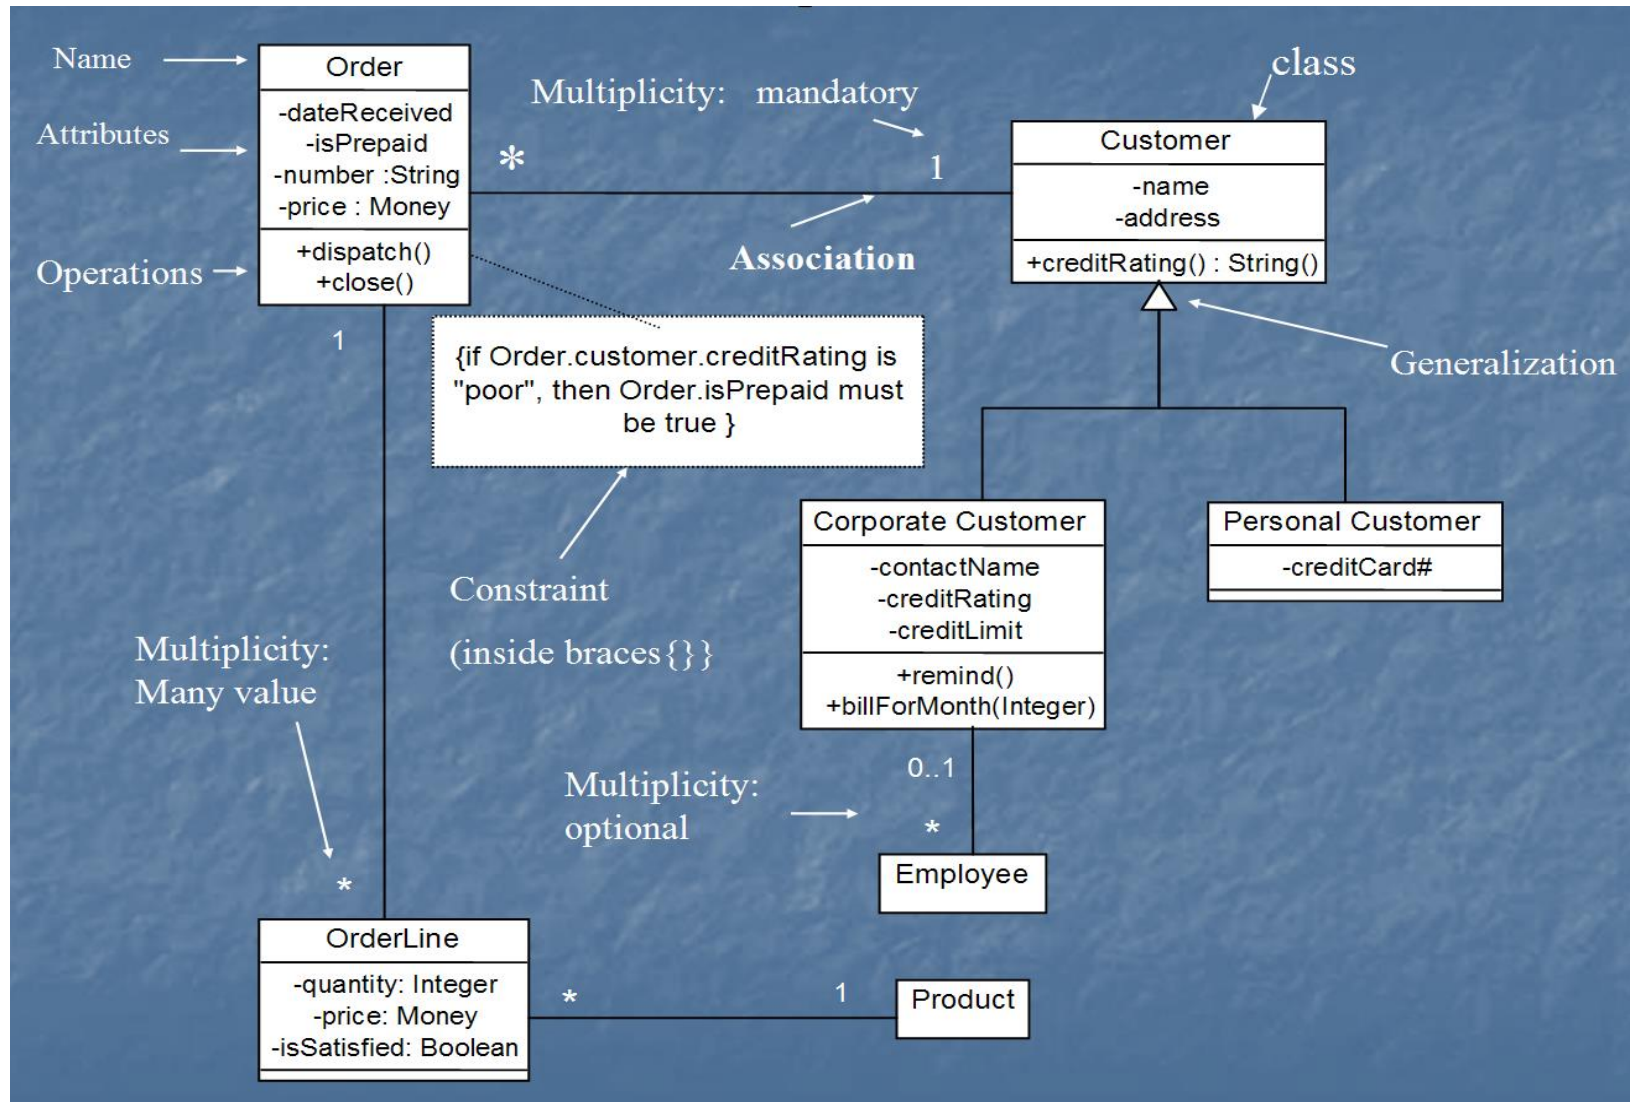 Name
Order
Attributes
-dateReceived
-isPrepaid
-number :String
-price : Money
Operations
+dispatch()
+close()
Multiplicity: mandatory
*
1
Association
class
Customer
-name
-address
+creditRating() : String()
Generalization
{if Order.customer.creditRating is
"poor", then Order.isPrepaid must
be true }
Constraint
(inside braces{}}
1
Multiplicity:
Many value
*
Corporate Customer
-contactName
-creditRating
-creditLimit
+remind()
+billForMonth(Integer)
Personal Customer
-creditCard#
0..1
Multiplicity:
optional
*
Employee
OrderLine
-quantity: Integer
-price: Money
-isSatisfied: Boolean
*
1
Product